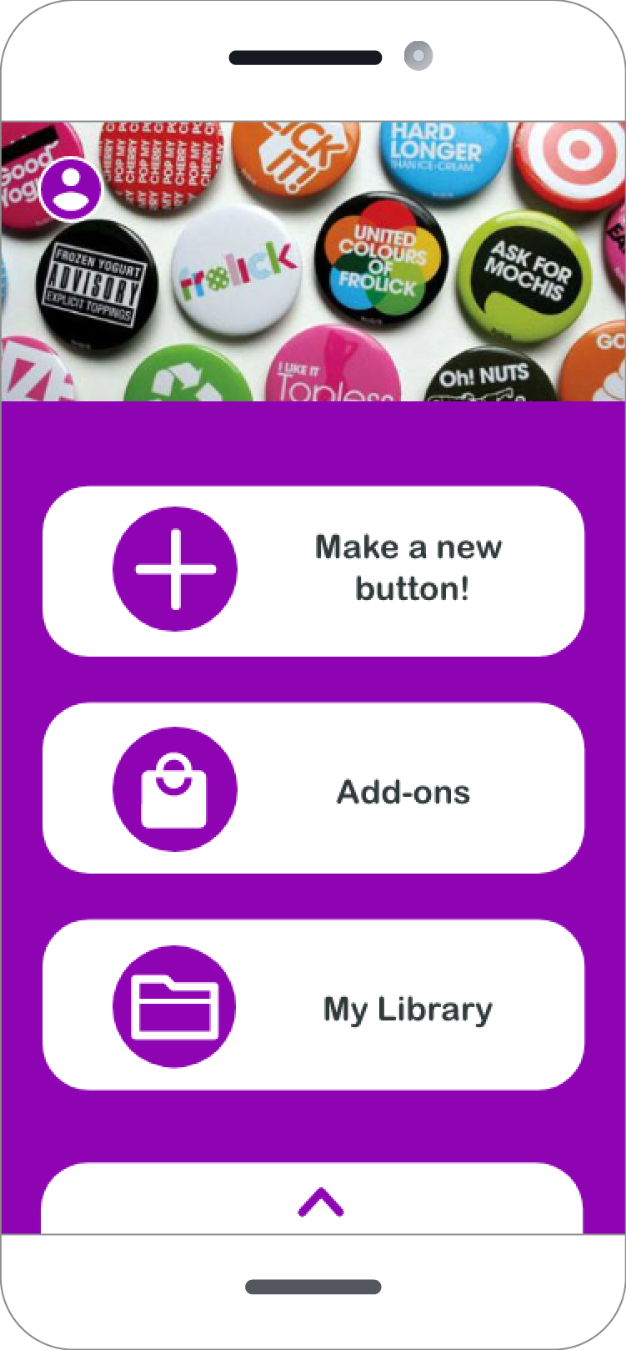 Good
Yog
POP MY
CHERRY
POP MY
CHERRY
POP MY
CHERRY
LICK
IT!
HARD
LONGER
THAN ICE-CREAM
FROZEN YOGURT
ADVISORY
EXPLICIT TOPPINGS
frolick
UNITED
COLOURS
OF
FROLICK
ASK FOR
MOCHIS
I LIKE IT
Topless
Oh! NUTS
GO
Make a new
button!
Add-ons
My Library